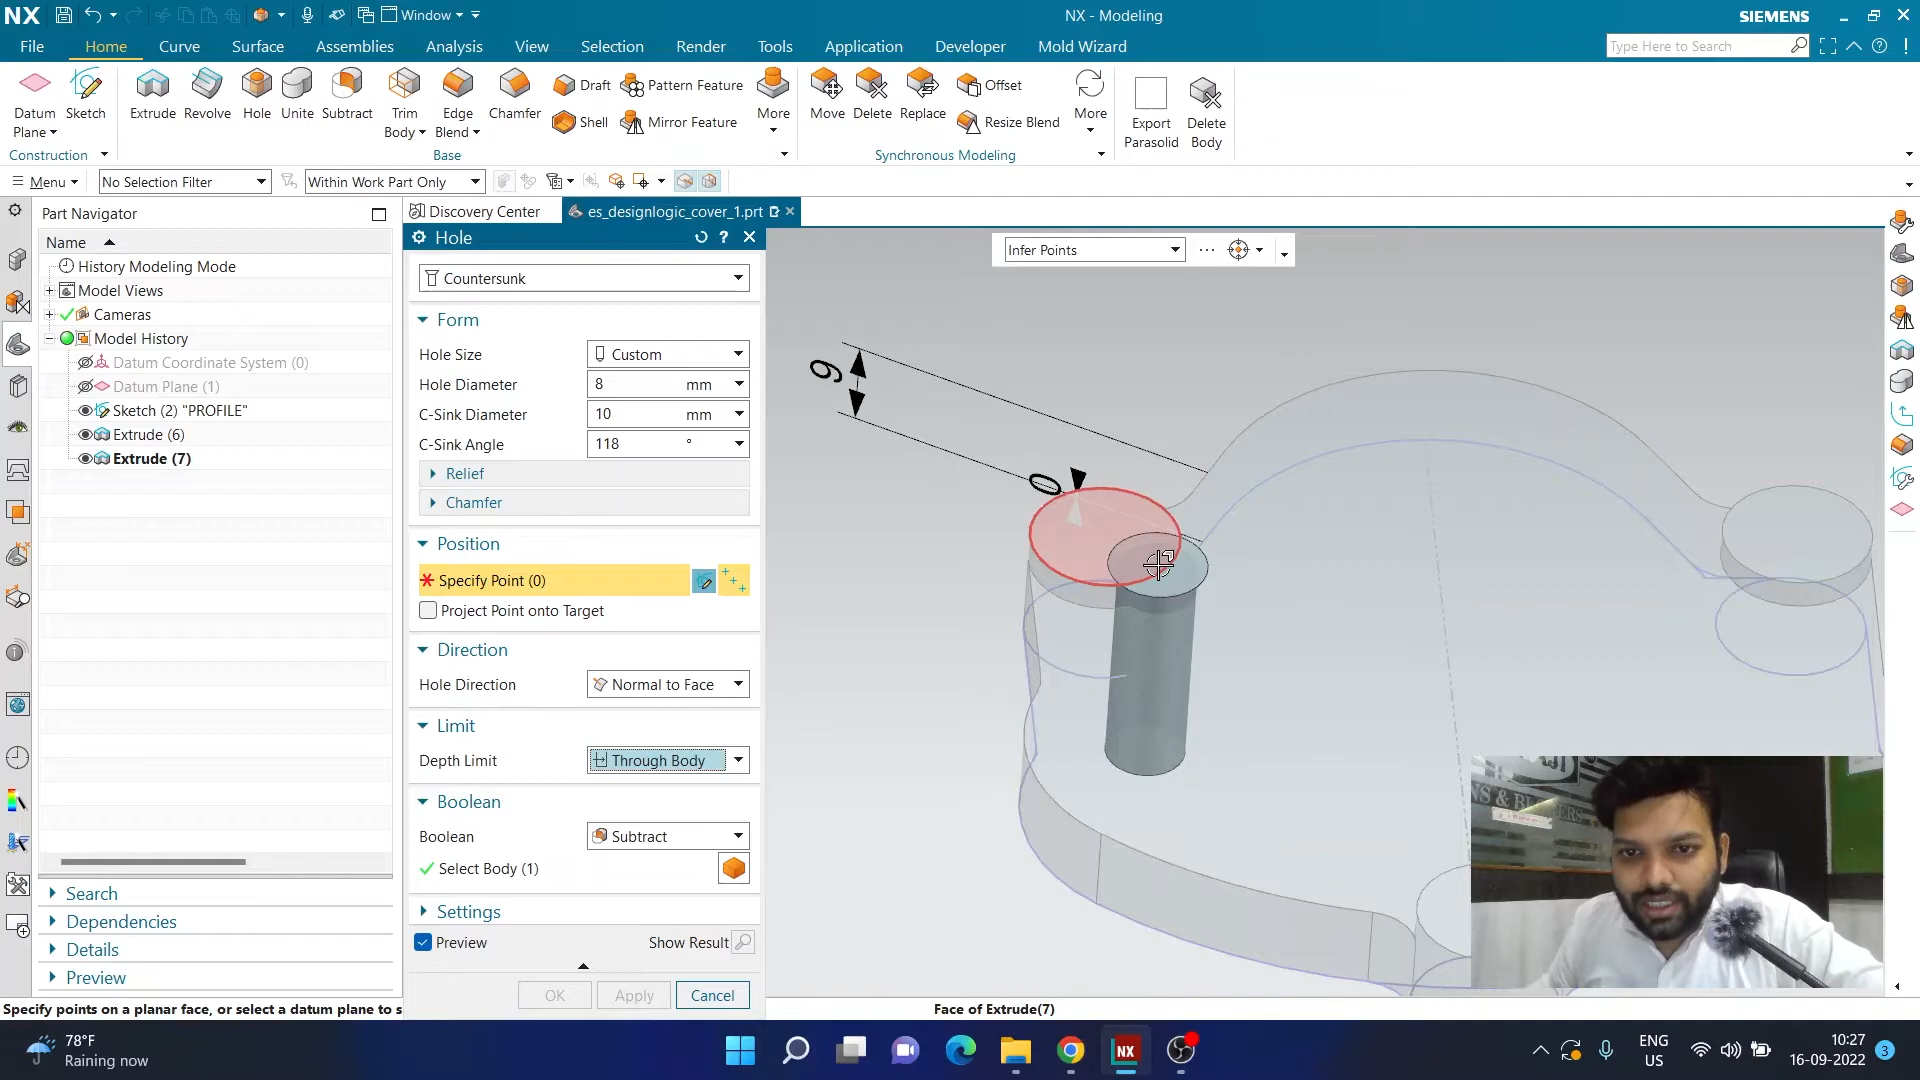 NX
Window
NX - Modeling
SIEMENS
File
Home
Curve
Surface
Assemblies
Analysis
View
Selection
Render
Tools
Application
Developer
Mold Wizard
Type Here to Search
Datum Plane
Sketch
Extrude
Revolve
Hole
Unite
Subtract
Trim Body
Edge Blend
Chamfer
Draft
Shell
Pattern Feature
Mirror Feature
More
Move
Delete
Replace
Offset
Resize Blend
More
Export Parasolid
Delete Body
Construction
Base
Synchronous Modeling
Menu
No Selection Filter
Within Work Part Only
Part Navigator
Name
History Modeling Mode
Model Views
Cameras
Model History
Datum Coordinate System (0)
Datum Plane (1)
Sketch (2) "PROFILE"
Extrude (6)
Extrude (7)
Search
Dependencies
Details
Preview
Discovery Center
es_designlogic_cover_1.prt
Hole
Countersunk
Form
Hole Size
Custom
Hole Diameter
8 mm
C-Sink Diameter
10 mm
C-Sink Angle
118 °
Relief
Chamfer
Position
* Specify Point (0)
Project Point onto Target
Direction
Hole Direction
Normal to Face
Limit
Depth Limit
Through Body
Boolean
Boolean
Subtract
Select Body (1)
Settings
Preview
Show Result
OK
Apply
Cancel
Infer Points
9
0
Specify points on a planar face, or select a datum plane to s
Face of Extrude(7)
78°F
Raining now
NX
ENG
US
10:27
16-09-2022
3